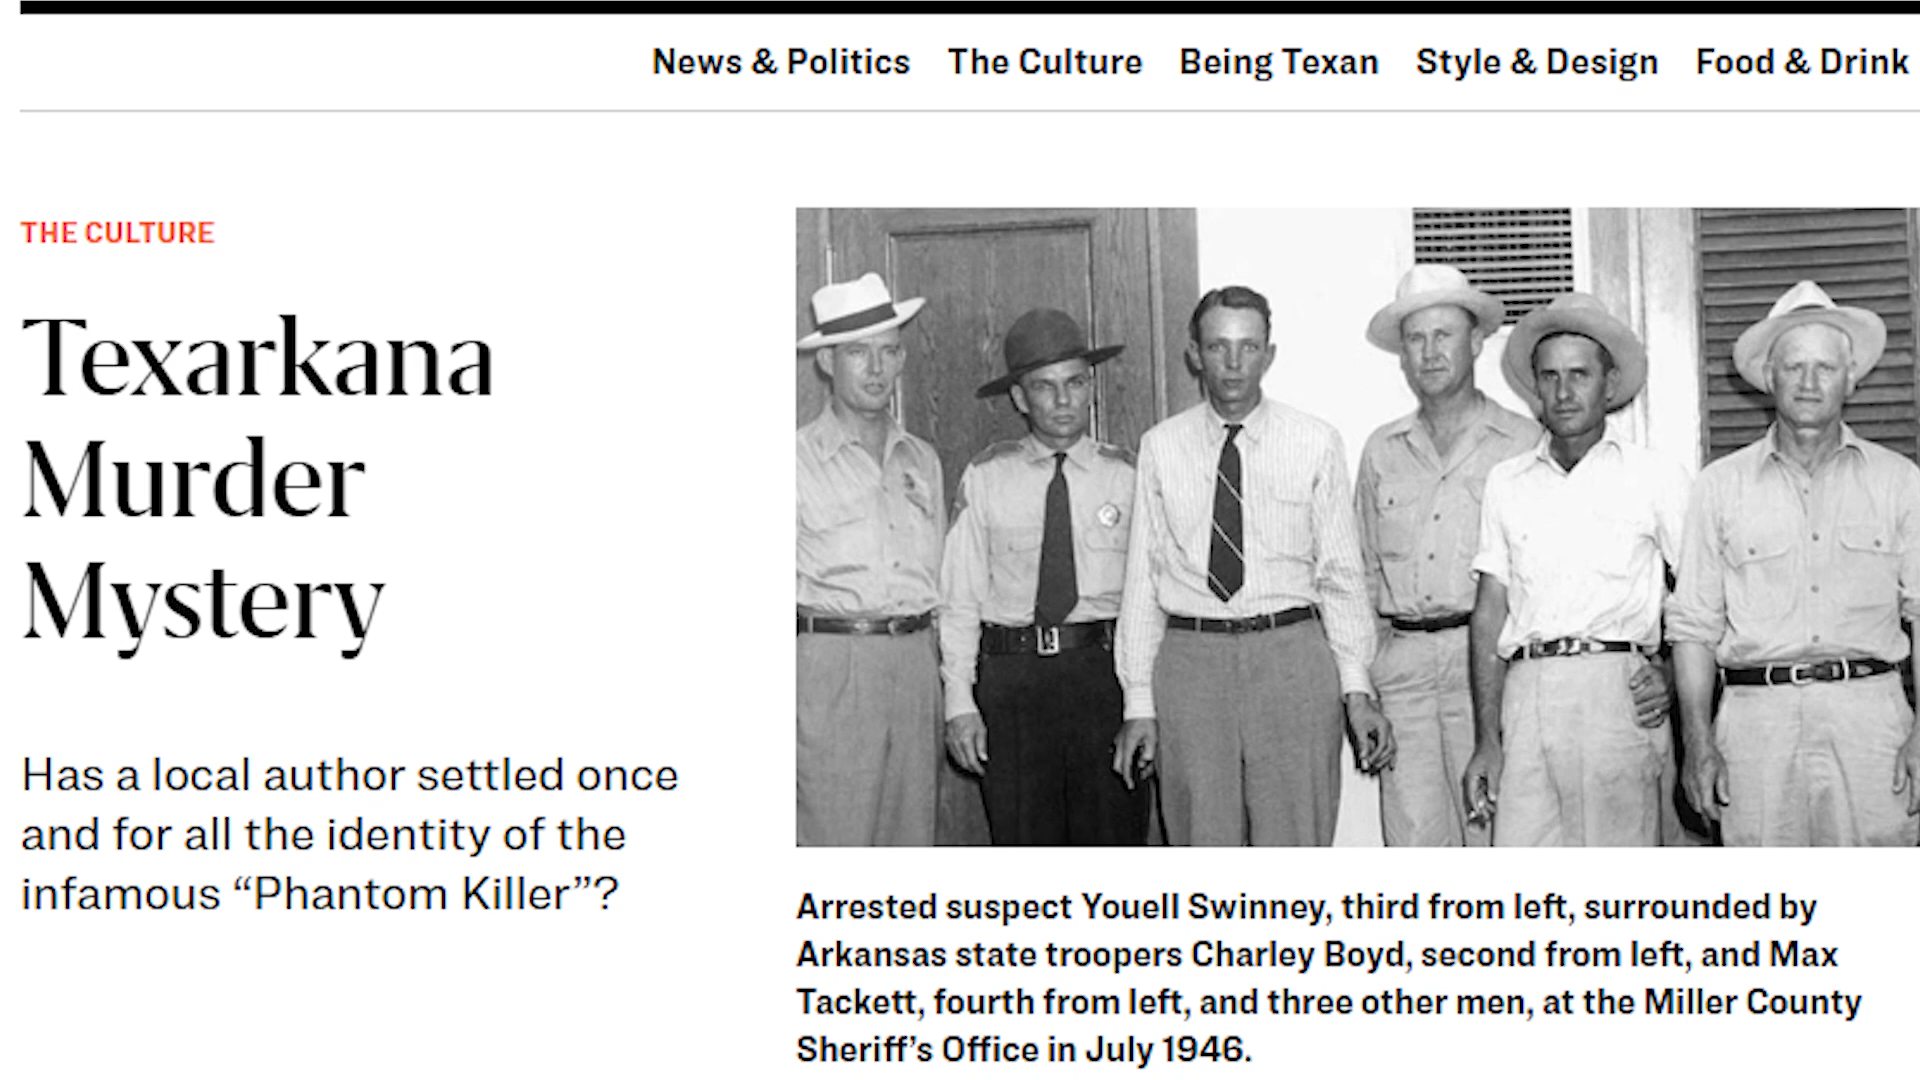 News & Politics The Culture Being Texan Style & Design Food & Drink
THE CULTURE
Texarkana
Murder
Mystery
Has a local author settled once
and for all the identity of the
infamous “Phantom Killer”?
Arrested suspect Youell Swinney, third from left, surrounded by
Arkansas state troopers Charley Boyd, second from left, and Max
Tackett, fourth from left, and three other men, at the Miller County
Sheriff’s Office in July 1946.